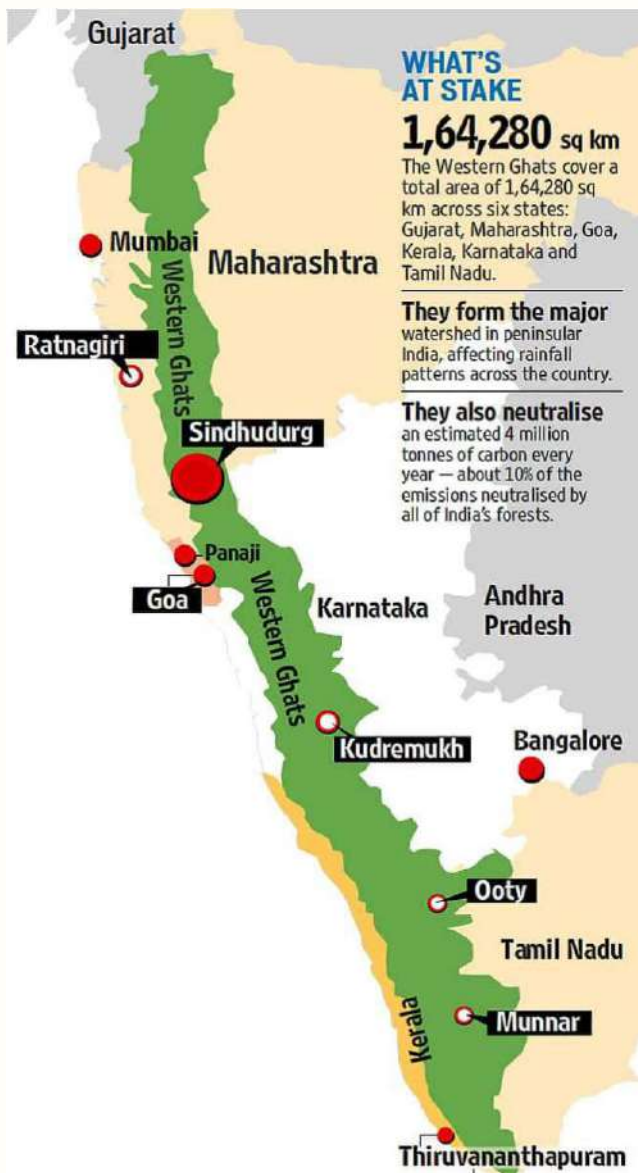 Gujarat
WHAT'S
AT STAKE
1,64,280 sq km
The Western Ghats cover a
total area of 1,64,280 sq
km across six states:
Gujarat, Maharashtra, Goa,
Kerala, Karnataka and
Tamil Nadu.
They form the major
watershed in peninsular
India, affecting rainfall
patterns across the country.
They also neutralise
an estimated 4 million
tonnes of carbon every
year — about 10% of the
emissions neutralised by
all of India's forests.
Mumbai
Maharashtra
Western Ghats
Ratnagiri
Sindhudurg
Panaji
Goa
Western Ghats
Karnataka
Andhra
Pradesh
Kudremukh
Bangalore
Ooty
Tamil Nadu
Kerala
Munnar
Thiruvananthapuram